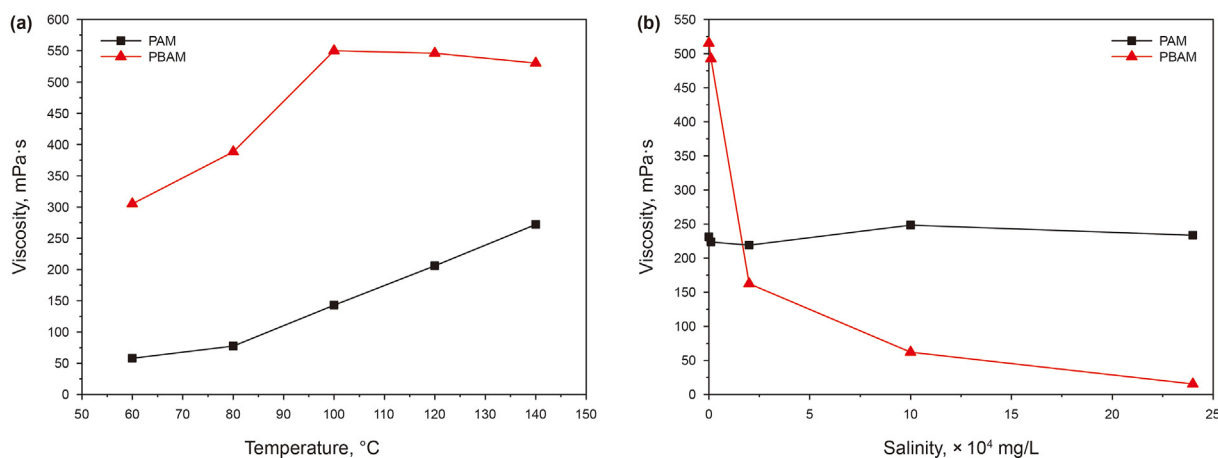 (a)
600
550
500
450
400
350
300
250
200
150
100
50
0
Viscosity, mPa·s
PAM
PBAM
50 60 70 80 90 100 110 120 130 140 150
Temperature, °C
(b)
550
500
450
400
350
300
250
200
150
100
50
0
Viscosity, mPa·s
PAM
PBAM
0 5 10 15 20 25
Salinity, × 10⁴ mg/L